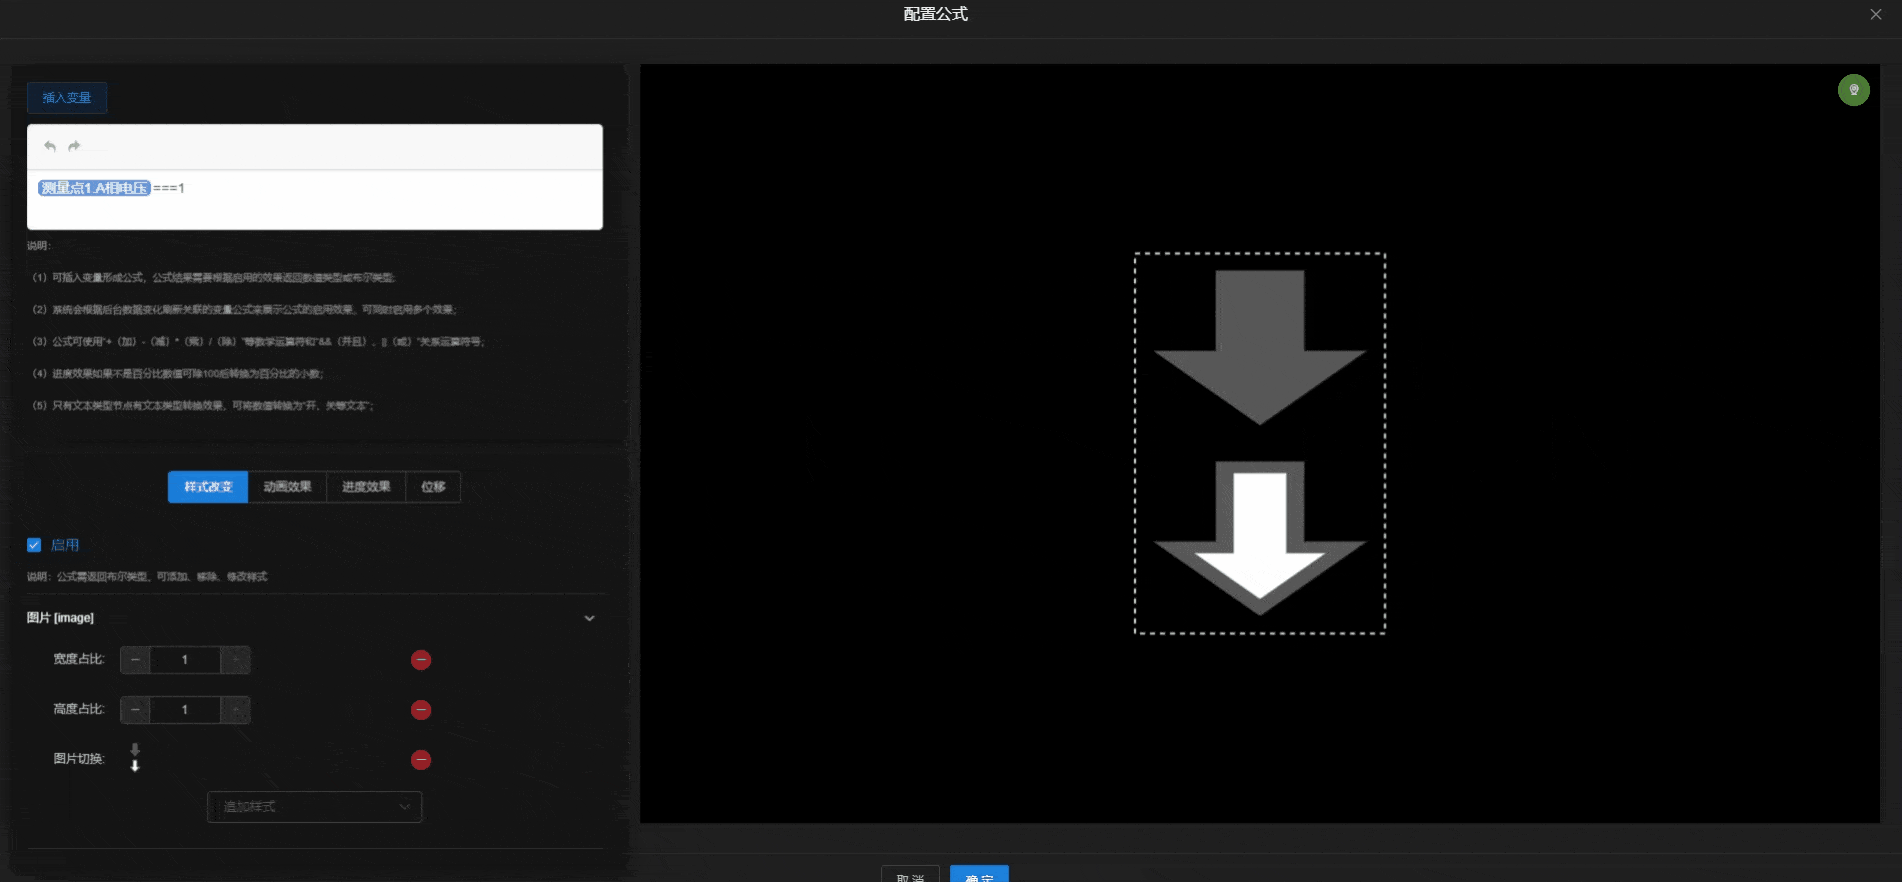 配置公式
插入变量
测量点1.A相电压 ===1
说明：
（1）可插入变量形成公式，公式结果需要根据启用的效果返回数值类型或布尔类型;
（2）系统会根据后台数据变化刷新关联的变量公式来展示公式的启用效果，可同时启用多个效果；
（3）公式可使用“+（加）-（减）*（乘）/（除）”等数学运算符和“&&（并且）、||（或）”关系运算符号；
（4）进度效果如果不是百分比数值可除100后转换为百分比的小数；
（5）只有文本类型节点有文本类型转换效果，可将数值转换为“开、关等文本”；
样式改变 动画效果 进度效果 位移
启用
说明：公式需返回布尔类型，可添加、移除、修改样式
图片 [image]
宽度占比: 1
高度占比: 1
图片切换:
追加样式
取 消 确 定